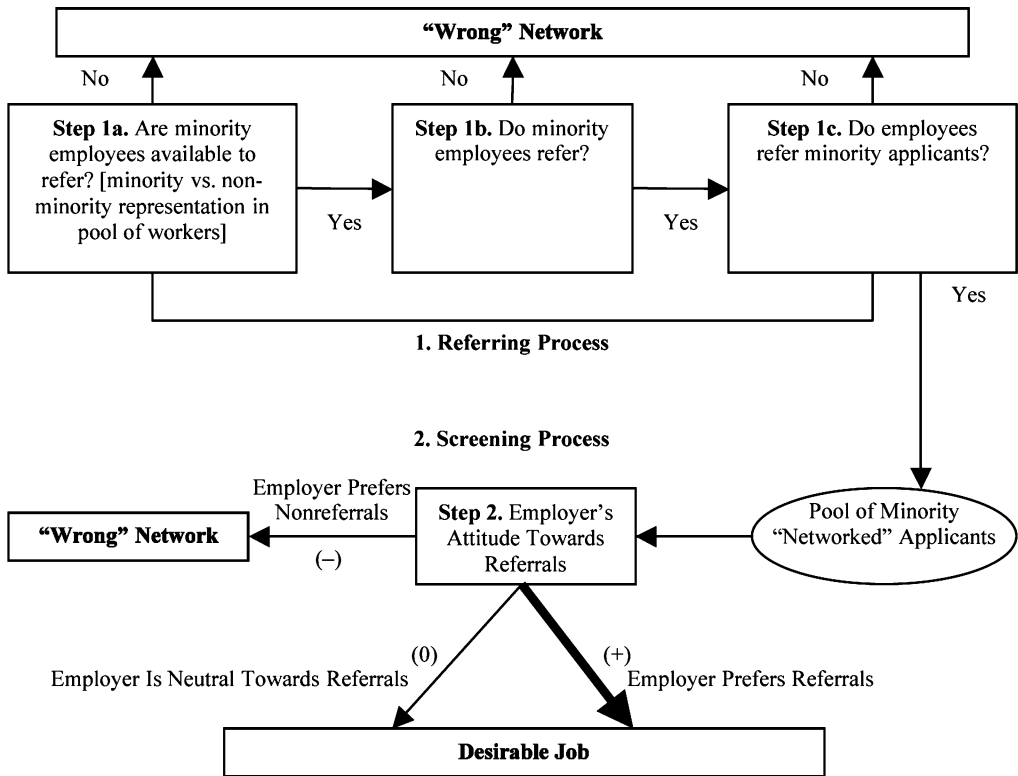 “Wrong” Network
No
No
No
Step 1a. Are minority
employees available to
refer? [minority vs. non-
minority representation in
pool of workers]
Yes
Step 1b. Do minority
employees refer?
Yes
Step 1c. Do employees
refer minority applicants?
Yes
1. Referring Process
2. Screening Process
Employer Prefers
Nonreferrals
“Wrong” Network
(–)
Step 2. Employer’s
Attitude Towards
Referrals
Pool of Minority
“Networked” Applicants
(0)
(+)
Employer Is Neutral Towards Referrals
Employer Prefers Referrals
Desirable Job